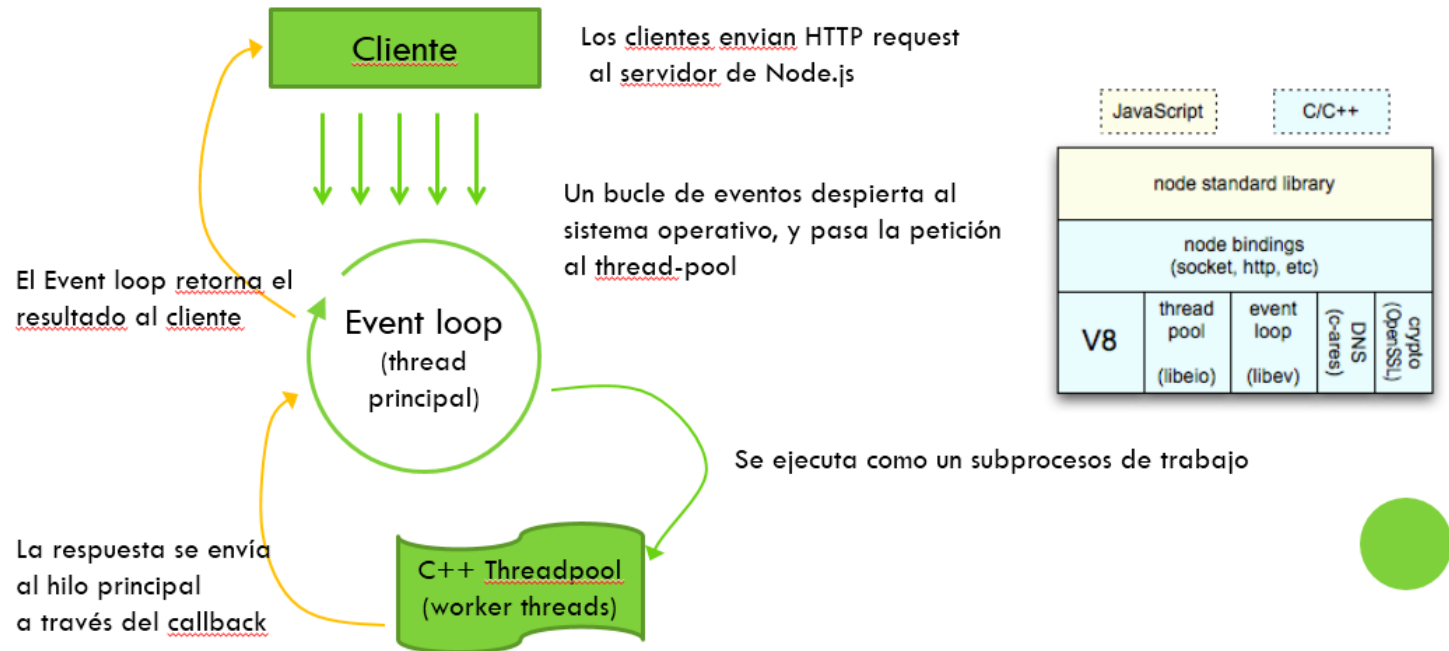 Cliente
Los clientes envian HTTP request
al servidor de Node.js
Un bucle de eventos despierta al
sistema operativo, y pasa la petición
al thread-pool
El Event loop retorna el
resultado al cliente
Event loop
(thread
principal)
Se ejecuta como un subprocesos de trabajo
La respuesta se envía
al hilo principal
a través del callback
C++ Threadpool
(worker threads)
JavaScript
C/C++
node standard library
node bindings
(socket, http, etc)
V8
thread
pool
(libeio)
event
loop
(libev)
DNS
(c-ares)
crypto
(OpenSSL)